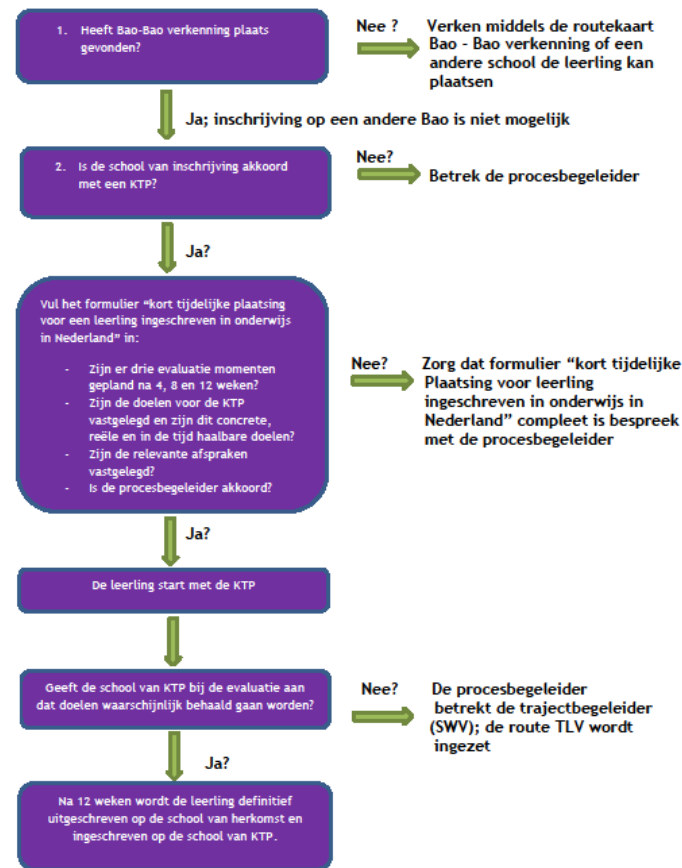 1. Heeft Bao-Bao verkenning plaats
gevonden?
Nee ?
Verken middels de routekaart
Bao - Bao verkenning of een
andere school de leerling kan
plaatsen
Ja; inschrijving op een andere Bao is niet mogelijk
2. Is de school van inschrijving akkoord
met een KTP?
Nee?
Betrek de procesbegeleider
Ja?
Vul het formulier “kort tijdelijke plaatsing
voor een leerling ingeschreven in onderwijs
in Nederland” in:
- Zijn er drie evaluatie momenten
gepland na 4, 8 en 12 weken?
- Zijn de doelen voor de KTP
vastgelegd en zijn dit concrete,
reële en in de tijd haalbare doelen?
- Zijn de relevante afspraken
vastgelegd?
- Is de procesbegeleider akkoord?
Nee?
Zorg dat formulier “kort tijdelijke
Plaatsing voor leerling
ingeschreven in onderwijs in
Nederland” compleet is bespreek
met de procesbegeleider
Ja?
De leerling start met de KTP
Geeft de school van KTP bij de evaluatie aan
dat doelen waarschijnlijk behaald gaan worden?
Nee?
De procesbegeleider
betrekt de trajectbegeleider
(SWV); de route TLV wordt
ingezet
Ja?
Na 12 weken wordt de leerling definitief
uitgeschreven op de school van herkomst en
ingeschreven op de school van KTP.